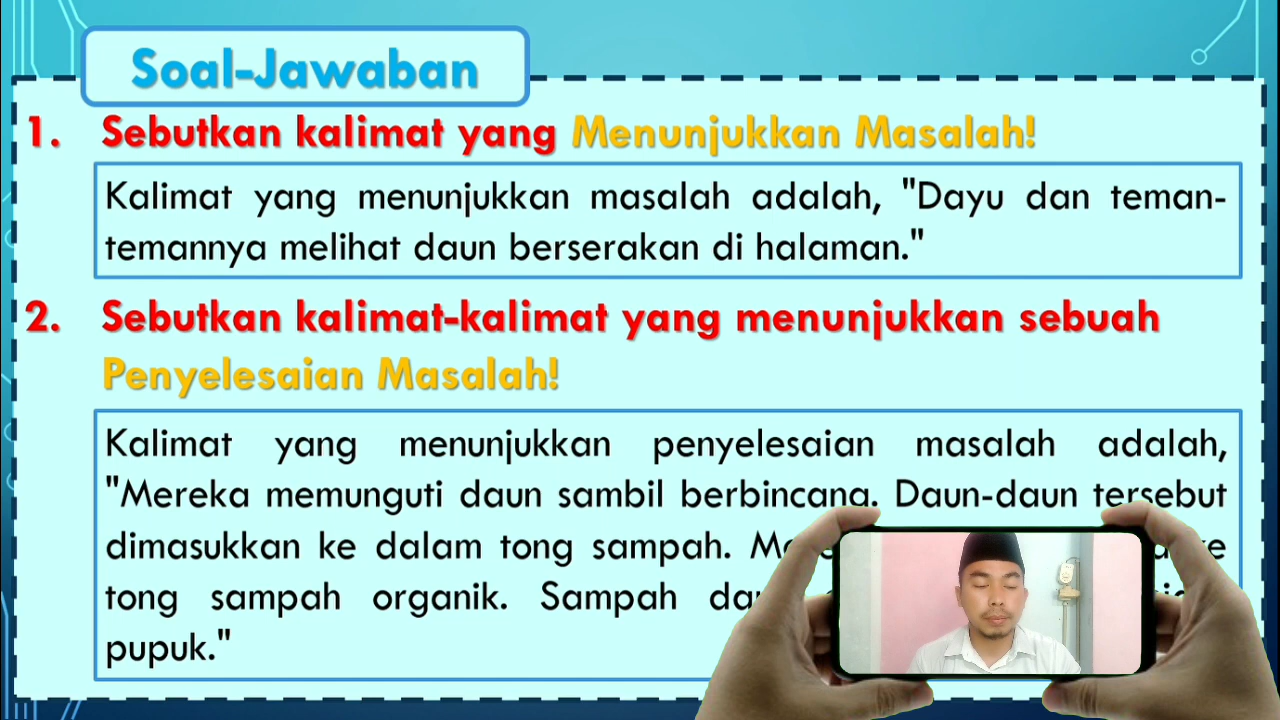 Soal-Jawaban
1. Sebutkan kalimat yang Menunjukkan Masalah!
Kalimat yang menunjukkan masalah adalah, "Dayu dan teman-
temannya melihat daun berserakan di halaman."
2. Sebutkan kalimat-kalimat yang menunjukkan sebuah
Penyelesaian Masalah!
Kalimat yang menunjukkan penyelesaian masalah adalah,
"Mereka memunguti daun sambil berbincang. Daun-daun tersebut
dimasukkan ke dalam tong sampah. ke
tong sampah organik. Sampah
pupuk."